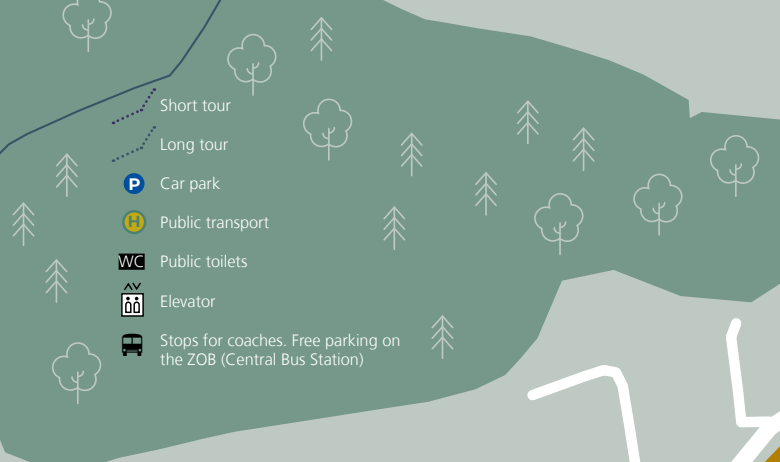 Short tour
Long tour
P Car park
H Public transport
WC Public toilets
Elevator
Stops for coaches. Free parking on
the ZOB (Central Bus Station)